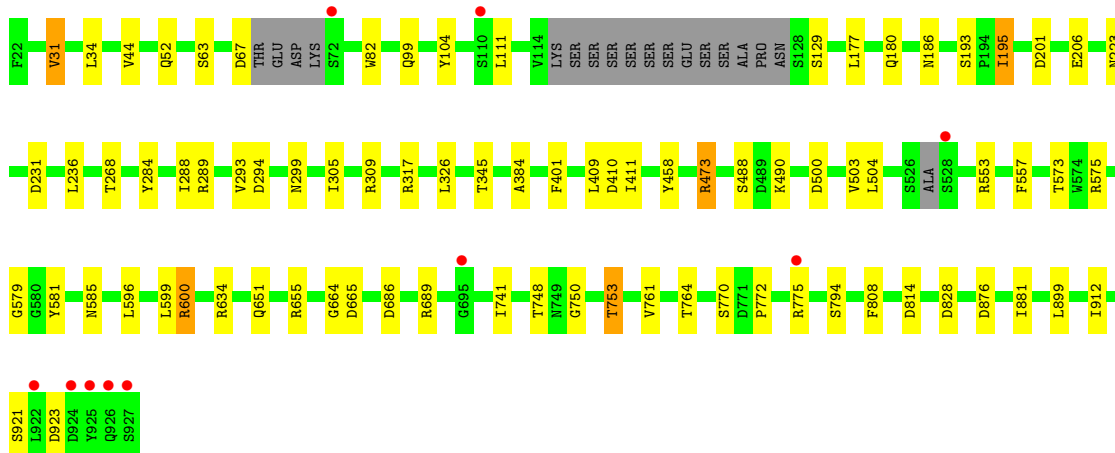 F22 V31 L34 V44 Q52 S63 D67 THR GLU ASP LYS S72 W82 Q99 Y104 S110 L111 V114 LYS SER SER SER SER SER SER GLU SER SER ALA PRO ASN S128 S129 L177 Q180 N186 S193 P194 I195 D201 E206 N223
D231 L236 T268 Y284 I288 R289 V293 D294 N299 I305 R309 R317 L326 T345 A384 F401 L409 D410 I411 Y458 R473 S488 D489 K490 D500 V503 L504 S526 ALA S528 R553 F557 T573 W574 R575
G579 G580 Y581 N585 L596 L599 R600 R634 Q651 R655 G664 D665 D686 R689 G695 I741 T748 N749 G750 T753 V761 T764 S770 D771 P772 R775 S794 F808 D814 D828 D876 I881 L899 I912
S921 L922 D923 D924 Y925 Q926 S927